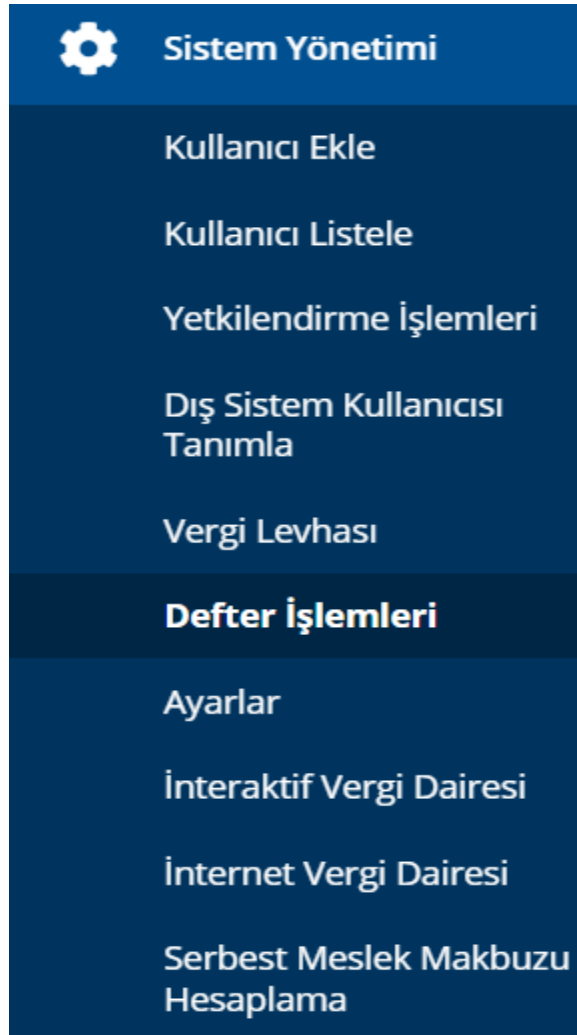 Sistem Yönetimi
Kullanıcı Ekle
Kullanıcı Listele
Yetkilendirme İşlemleri
Dış Sistem Kullanıcısı
Tanımla
Vergi Levhası
Defter İşlemleri
Ayarlar
İnteraktif Vergi Dairesi
İnternet Vergi Dairesi
Serbest Meslek Makbuzu
Hesaplama